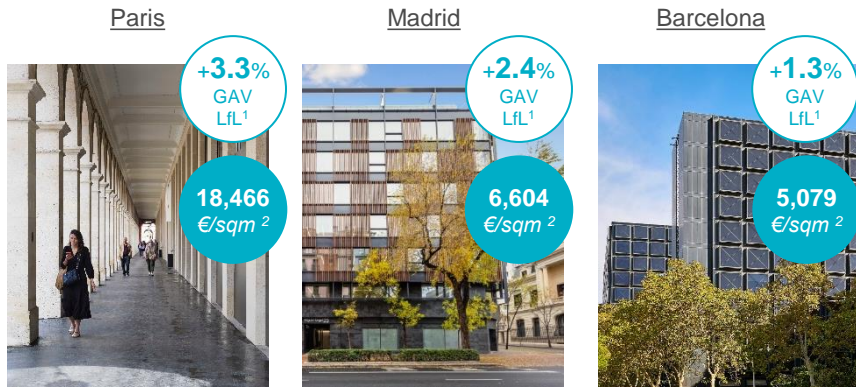 Paris
Madrid
Barcelona
+3.3%
GAV
LfL¹
18,466
€/sqm ²
+2.4%
GAV
LfL¹
6,604
€/sqm ²
+1.3%
GAV
LfL¹
5,079
€/sqm ²